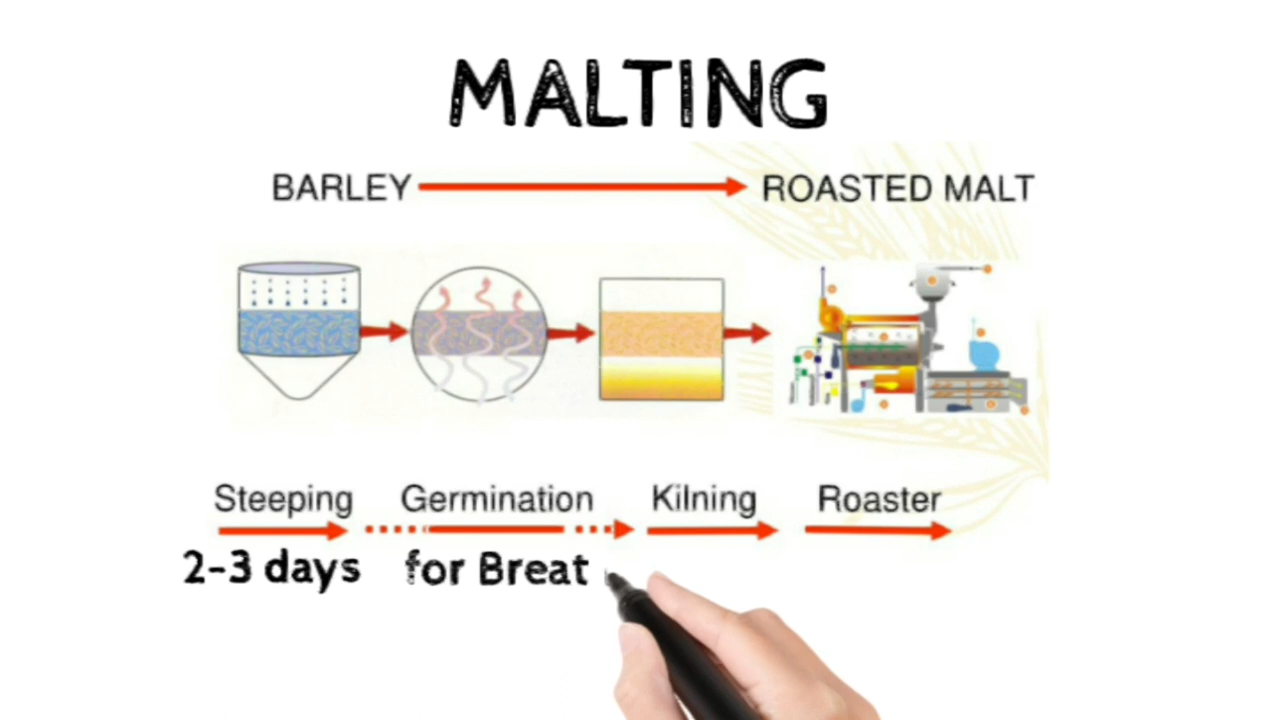 MALTING
BARLEY ROASTED MALT
Steeping Germination Kilning Roaster
2-3 days for Breat